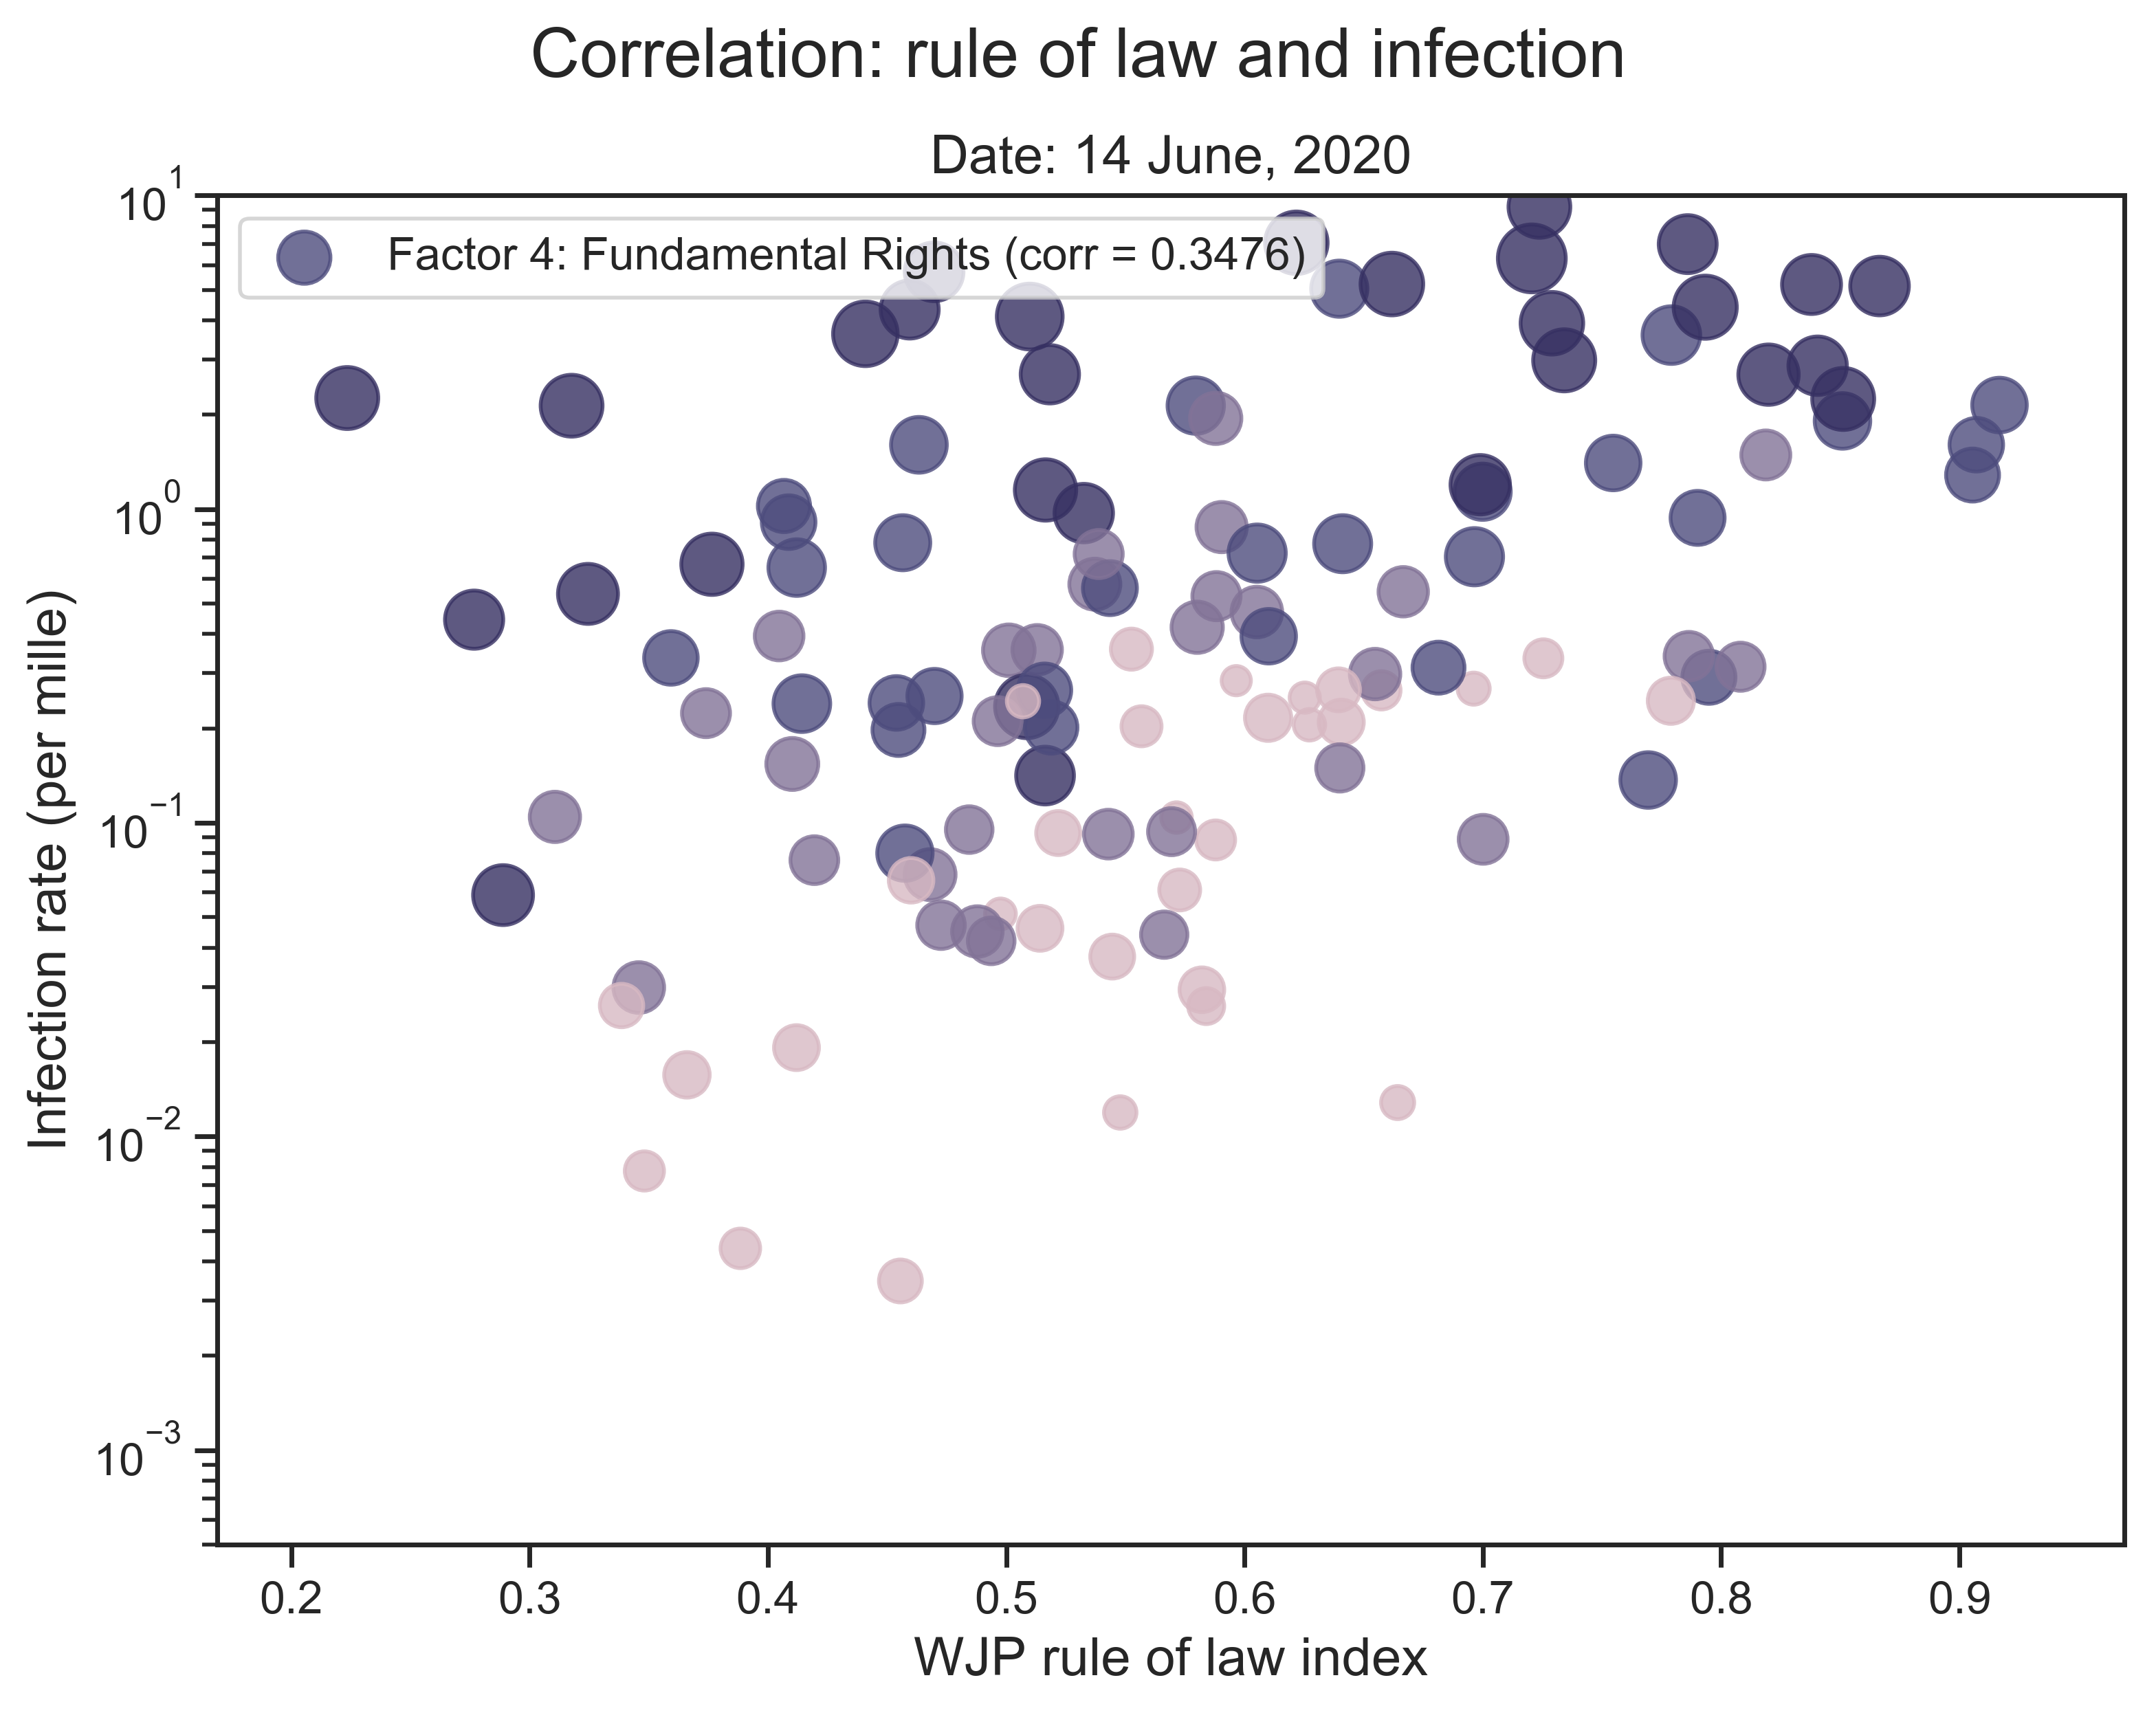 Correlation: rule of law and infection
Date: 14 June, 2020
Factor 4: Fundamental Rights (corr = 0.3476)
Infection rate (per mille)
10^1
10^0
10^−1
10^−2
10^−3
0.2 0.3 0.4 0.5 0.6 0.7 0.8 0.9
WJP rule of law index